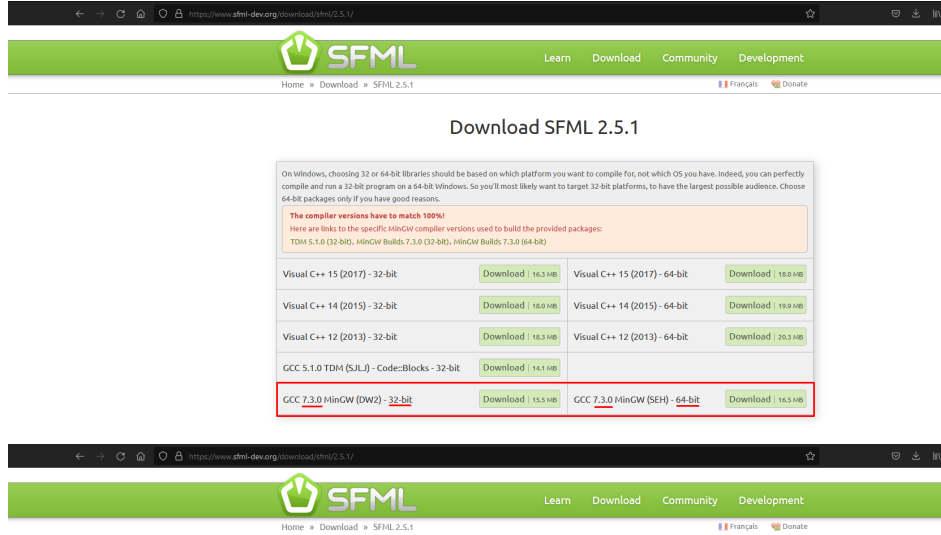 https://www.sfml-dev.org/download/sfml/2.5.1/
SFML
Learn Download Community Development
Home » Download » SFML 2.5.1
Français Donate
Download SFML 2.5.1
On Windows, choosing 32 or 64-bit libraries should be based on which platform you want to compile for, not which OS you have. Indeed, you can perfectly
compile and run a 32-bit program on a 64-bit Windows. So you'll most likely want to target 32-bit platforms, to have the largest possible audience. Choose
64-bit packages only if you have good reasons.
The compiler versions have to match 100%!
Here are links to the specific MinGW compiler versions used to build the provided packages:
TDM 5.1.0 (32-bit), MinGW Builds 7.3.0 (32-bit), MinGW Builds 7.3.0 (64-bit)
Visual C++ 15 (2017) - 32-bit Download | 16.3 MB Visual C++ 15 (2017) - 64-bit Download | 18.0 MB
Visual C++ 14 (2015) - 32-bit Download | 18.0 MB Visual C++ 14 (2015) - 64-bit Download | 19.9 MB
Visual C++ 12 (2013) - 32-bit Download | 18.3 MB Visual C++ 12 (2013) - 64-bit Download | 20.3 MB
GCC 5.1.0 TDM (SJLJ) - Code::Blocks - 32-bit Download | 14.1 MB
GCC 7.3.0 MinGW (DW2) - 32-bit Download | 15.5 MB GCC 7.3.0 MinGW (SEH) - 64-bit Download | 16.5 MB
https://www.sfml-dev.org/download/sfml/2.5.1/
SFML
Learn Download Community Development
Home » Download » SFML 2.5.1
Français Donate